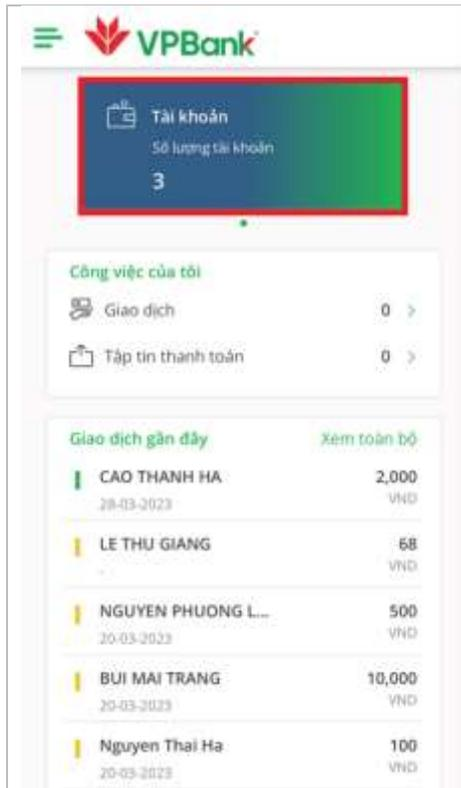 VPBank
Tài khoản
Số lượng tài khoản
3
Công việc của tôi
Giao dịch 0
Tập tin thanh toán 0
Giao dịch gần đây Xem toàn bộ
CAO THANH HA 2,000
28-03-2023 VND
LE THU GIANG 68
- VND
NGUYEN PHUONG L... 500
20-03-2023 VND
BUI MAI TRANG 10,000
20-03-2023 VND
Nguyen Thai Ha 100
20-03-2023 VND